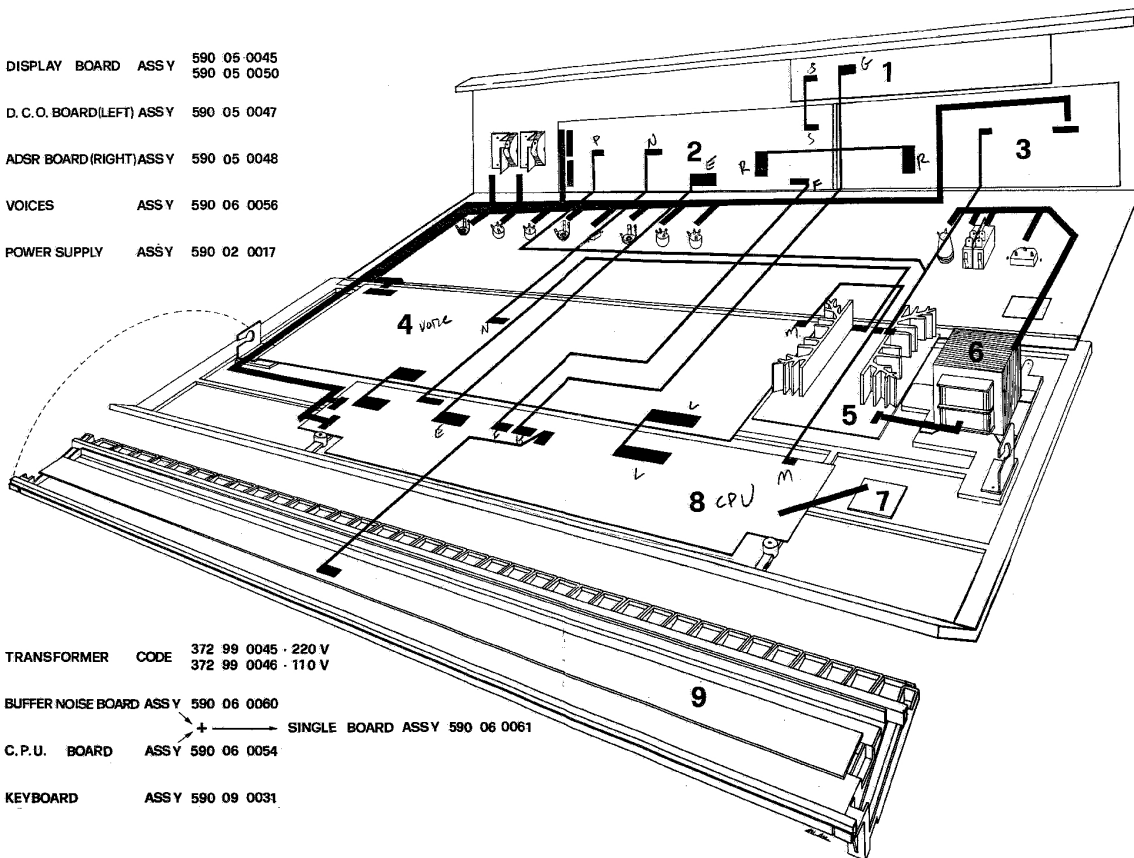 DISPLAY BOARD ASSY 590 05 0045
590 05 0050
D.C.O. BOARD(LEFT) ASSY 590 05 0047
ADSR BOARD(RIGHT) ASSY 590 05 0048
VOICES ASSY 590 06 0056
POWER SUPPLY ASSY 590 02 0017
S G 1
S
P N 2 E R F R 3
4 voice N M 6
5
E L
L M
8 CPU 7
9
TRANSFORMER CODE 372 99 0045 - 220 V
372 99 0046 - 110 V
BUFFER NOISE BOARD ASSY 590 06 0060
+ SINGLE BOARD ASSY 590 06 0061
C.P.U. BOARD ASSY 590 06 0054
KEYBOARD ASSY 590 09 0031